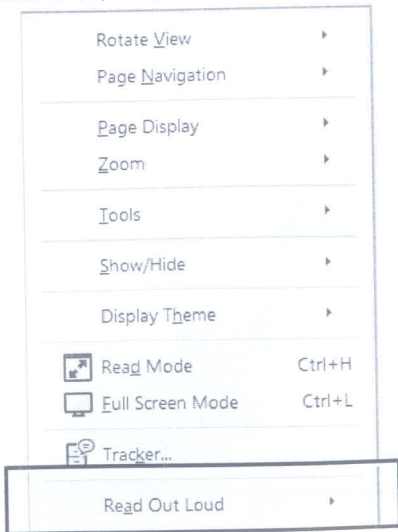 Rotate View
Page Navigation
Page Display
Zoom
Tools
Show/Hide
Display Theme
Read Mode Ctrl+H
Full Screen Mode Ctrl+L
Tracker...
Read Out Loud